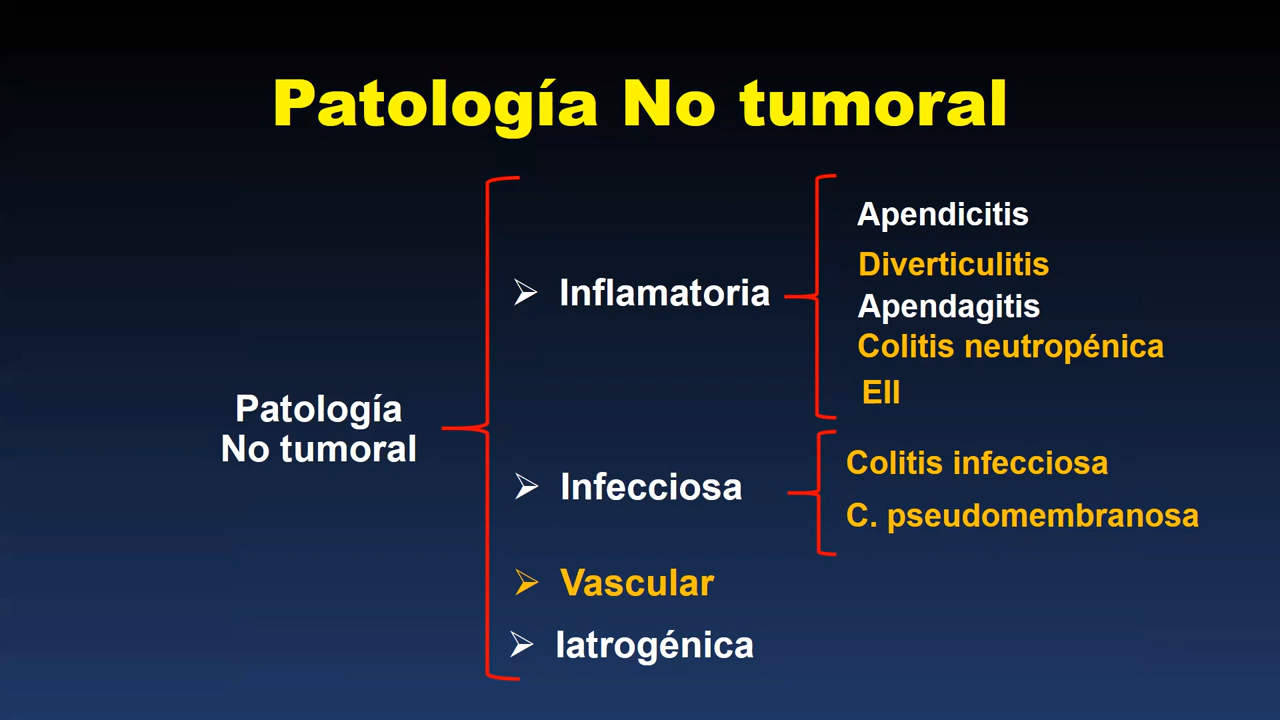 Patología No tumoral
Patología
No tumoral
Inflamatoria
Apendicitis
Diverticulitis
Apendagitis
Colitis neutropénica
EII
Infecciosa
Colitis infecciosa
C. pseudomembranosa
Vascular
Iatrogénica